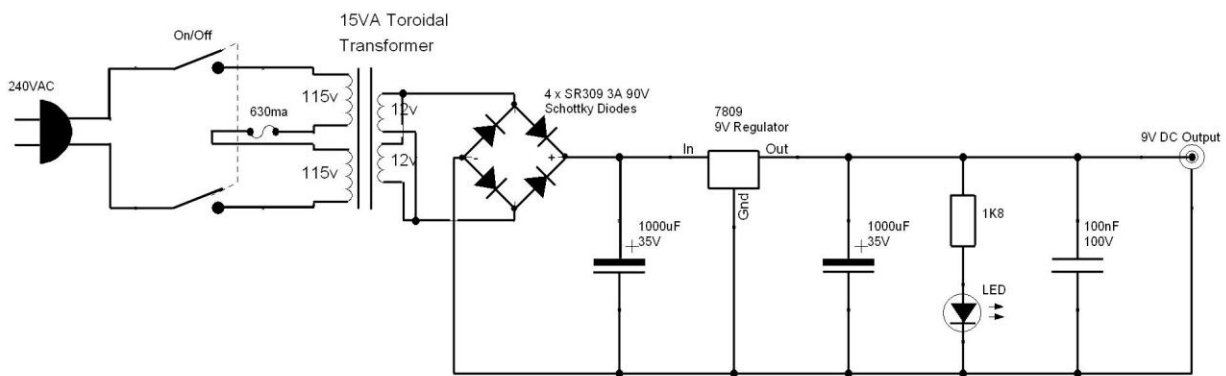 15VA Toroidal
Transformer
On/Off
240VAC
630ma
115v
115v
12v
12v
4 x SR309 3A 90V
Schottky Diodes
-
+
7809
9V Regulator
In
Out
Gnd
9V DC Output
1000uF
35V
+
1000uF
35V
+
1K8
LED
100nF
100V